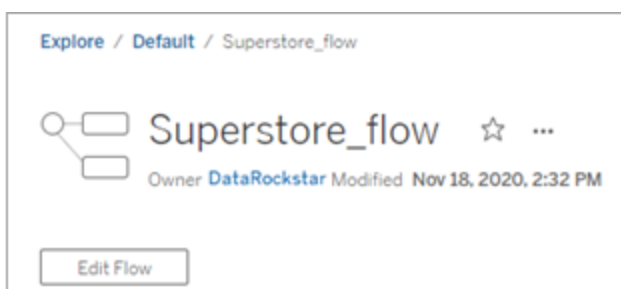 Explore / Default / Superstore_flow
Superstore_flow ☆ ...
Owner DataRockstar Modified Nov 18, 2020, 2:32 PM
Edit Flow